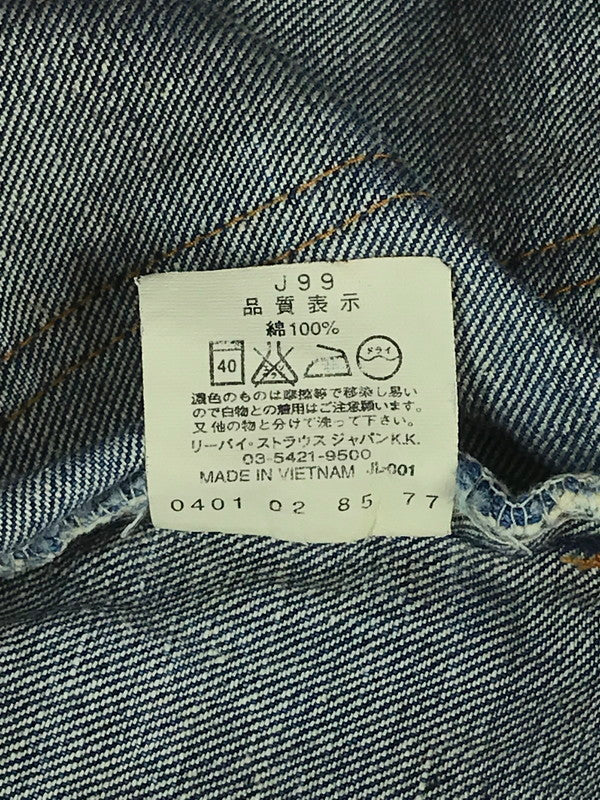 J99
品質表示
綿100%
40 ドライ
濃色のものは摩擦等で移染し易い
ので白物との着用はご注意願います。
又他の物と分けて洗って下さい。
リーバイ・ストラウス ジャパンK.K.
03-5421-9500
MADE IN VIETNAM JL-001
0401 02 85 77